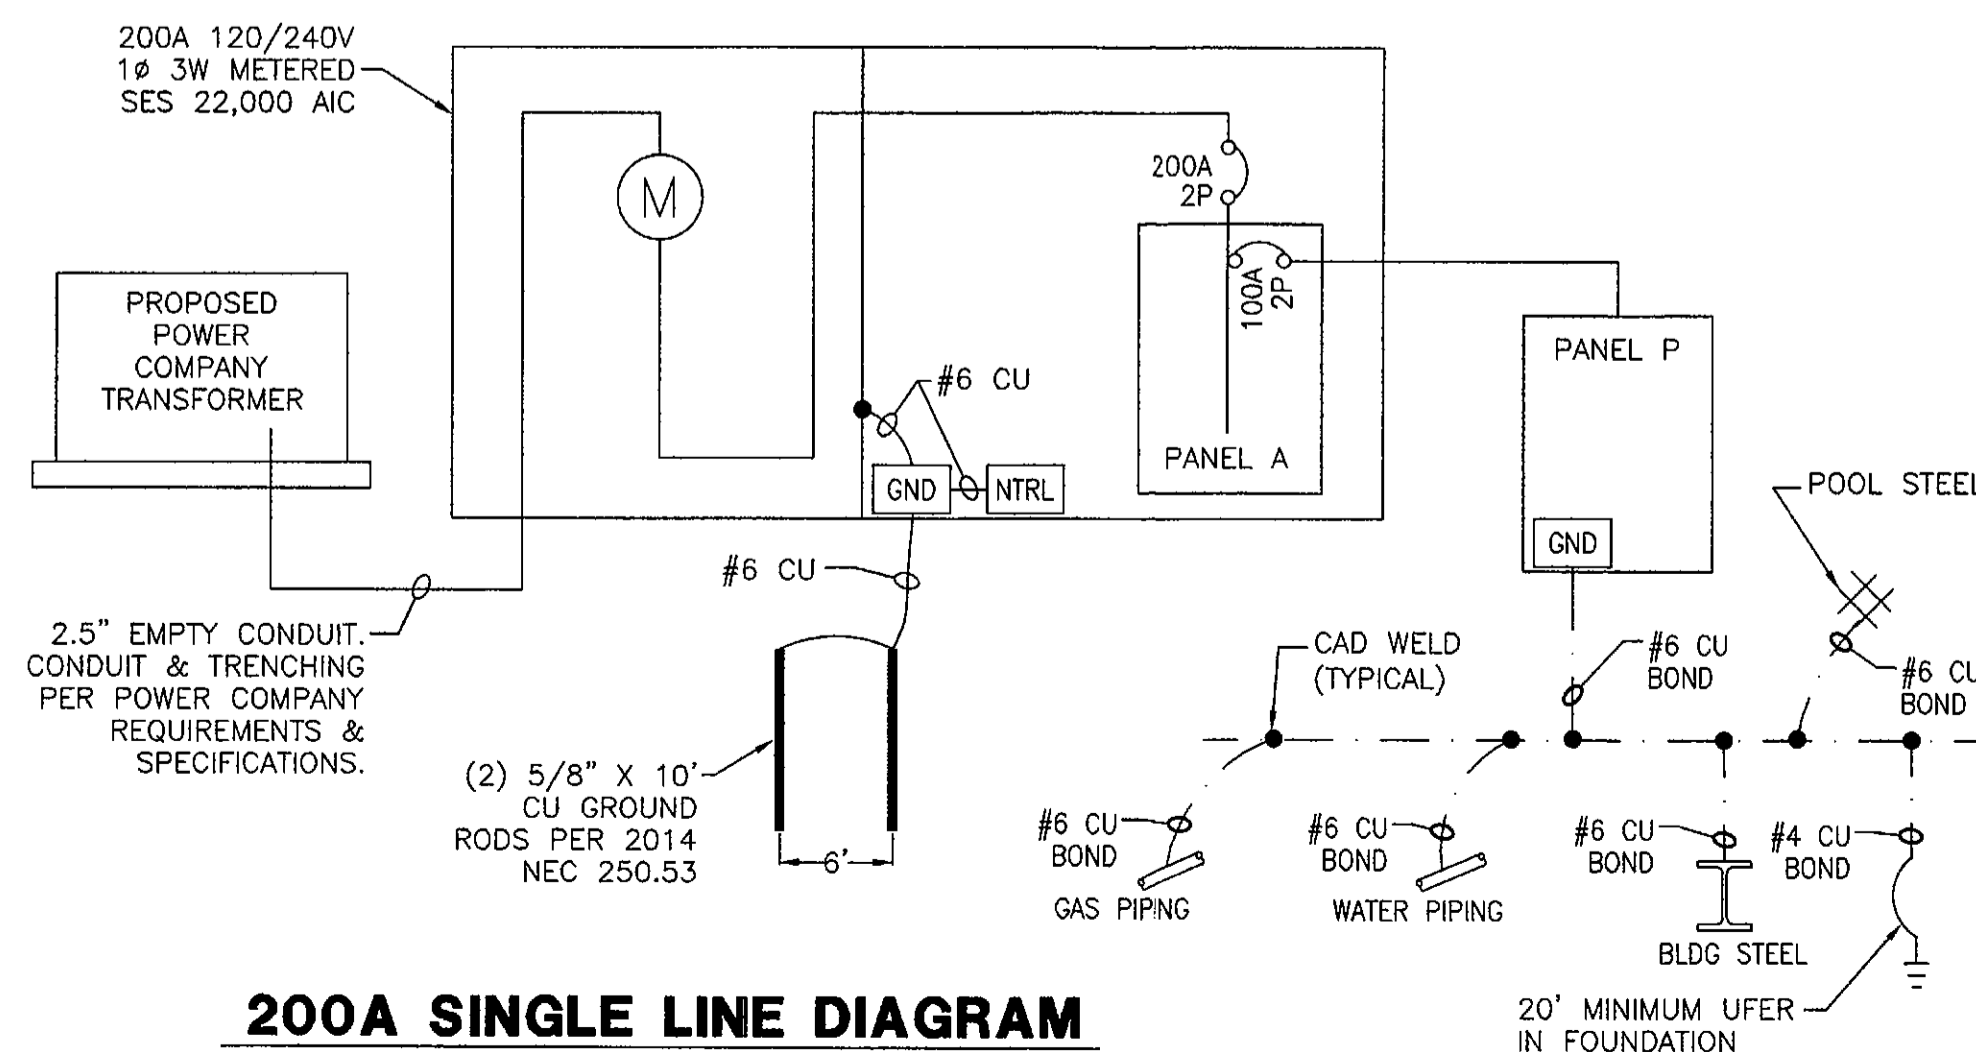 200A 120/240V
1ø 3W METERED
SES 22,000 AIC
M
200A
2P
100A
2P
PANEL A
PROPOSED
POWER
COMPANY
TRANSFORMER
#6 CU
GND
NTRL
PANEL P
GND
POOL STEEL
#6 CU
2.5" EMPTY CONDUIT.
CONDUIT & TRENCHING
PER POWER COMPANY
REQUIREMENTS &
SPECIFICATIONS.
CAD WELD
(TYPICAL)
#6 CU
BOND
#6 CU
BOND
(2) 5/8" X 10'
CU GROUND
RODS PER 2014
NEC 250.53
6'
#6 CU
BOND
GAS PIPING
#6 CU
BOND
WATER PIPING
#6 CU
BOND
BLDG STEEL
#4 CU
BOND
20' MINIMUM UFER
IN FOUNDATION
200A SINGLE LINE DIAGRAM